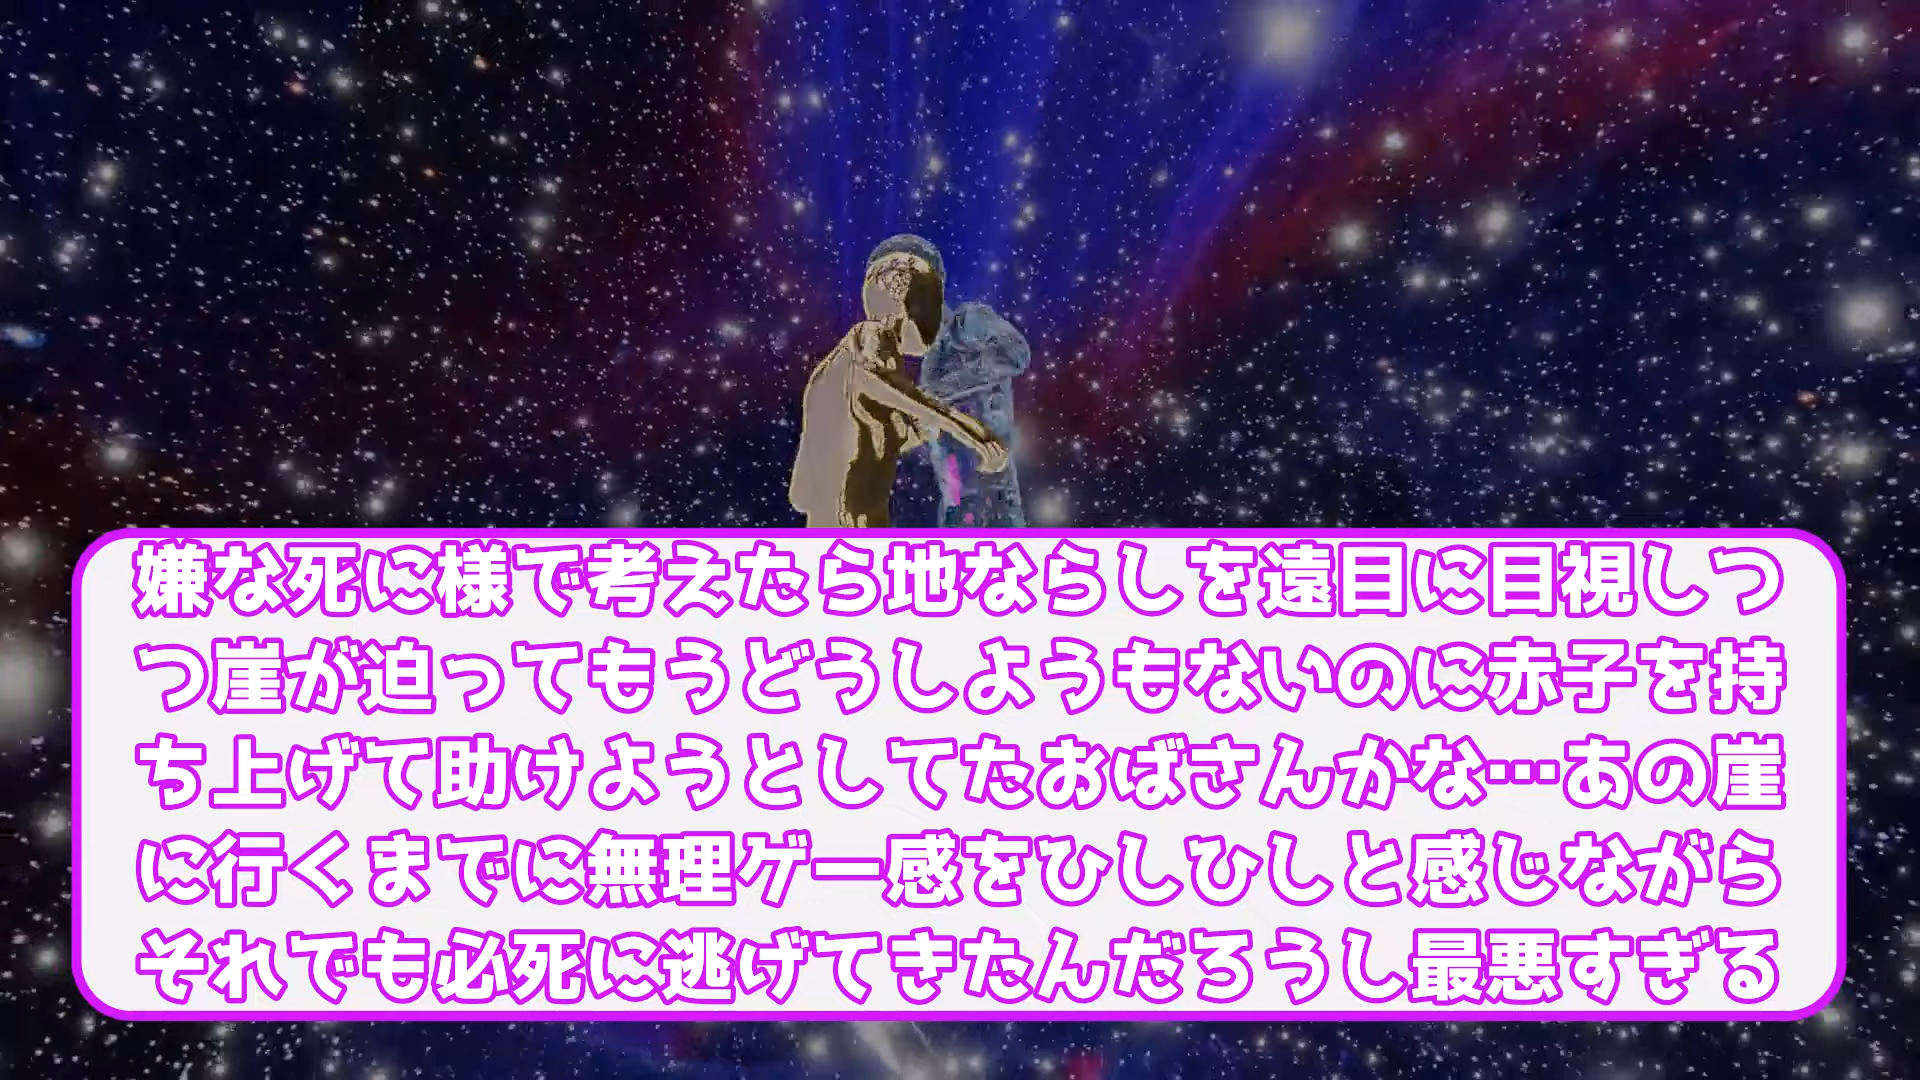 嫌な死に様で考えたら地ならしを遠目に目視しつ
つ崖が迫ってもうどうしようもないのに赤子を持
ち上げて助けようとしてたおばさんかな…あの崖
に行くまでに無理ゲー感をひしひしと感じながら
それでも必死に逃げてきたんだろうし最悪すぎる